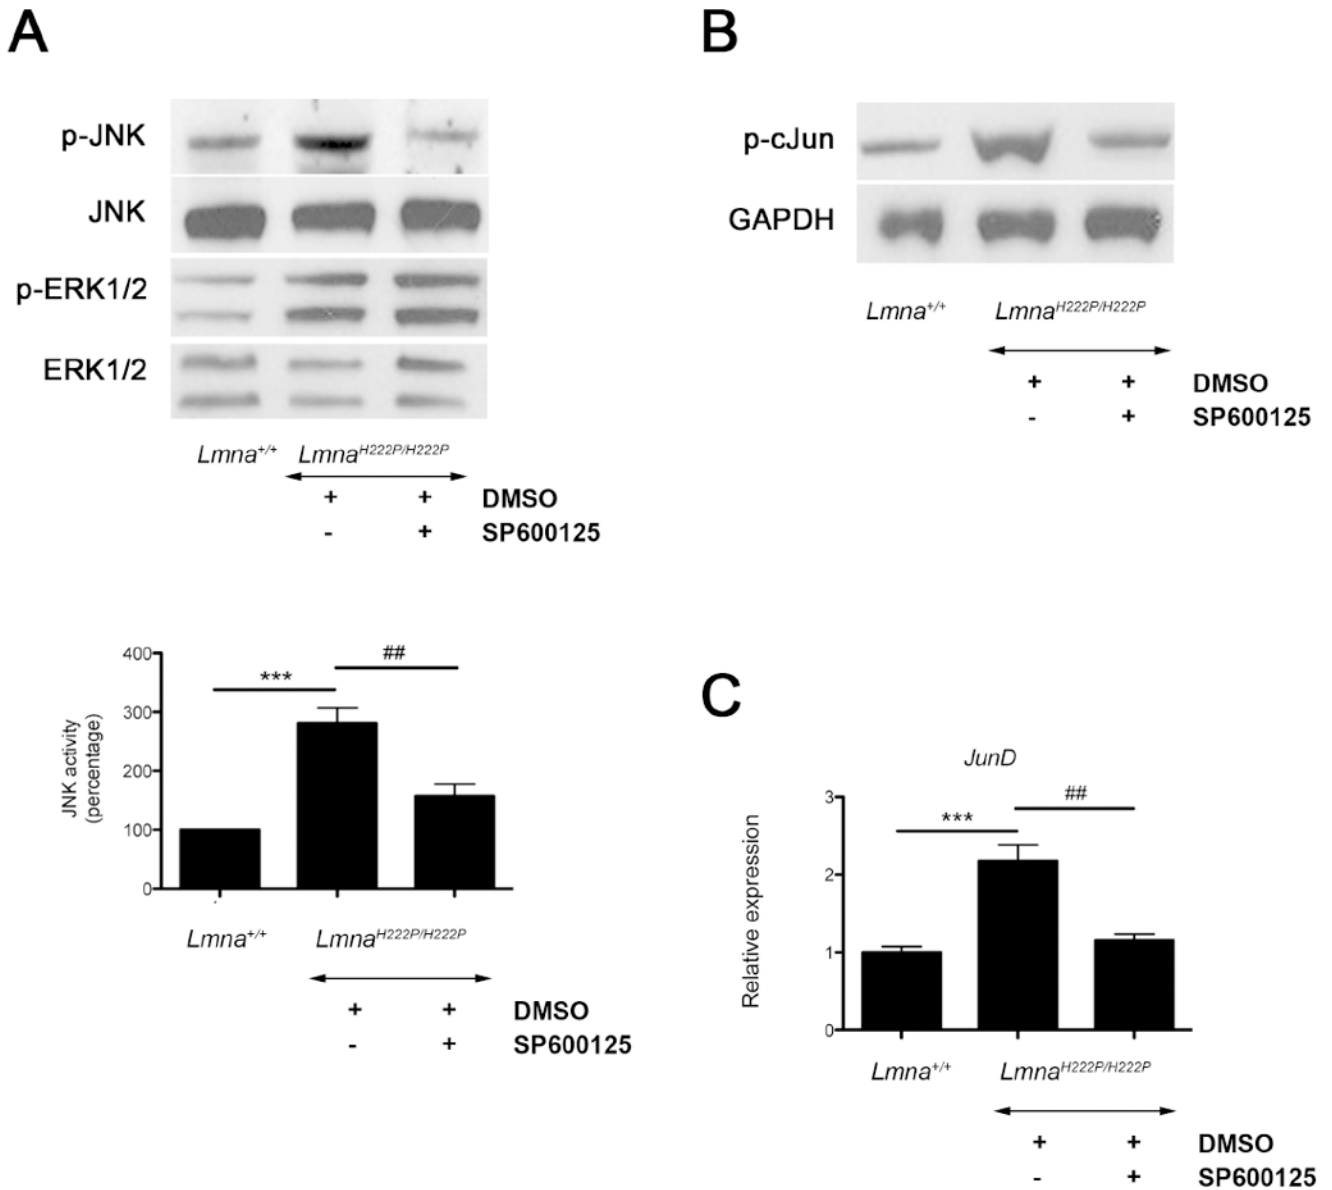 A
p-JNK
JNK
p-ERK1/2
ERK1/2
Lmna+/+ LmnaH222P/H222P
+ + DMSO
- + SP600125
400
300
200
100
0
JNK activity
(percentage)
***
##
Lmna+/+ LmnaH222P/H222P
+ + DMSO
- + SP600125
B
p-cJun
GAPDH
Lmna+/+ LmnaH222P/H222P
+ + DMSO
- + SP600125
C
JunD
3
2
1
0
Relative expression
***
##
Lmna+/+ LmnaH222P/H222P
+ + DMSO
- + SP600125